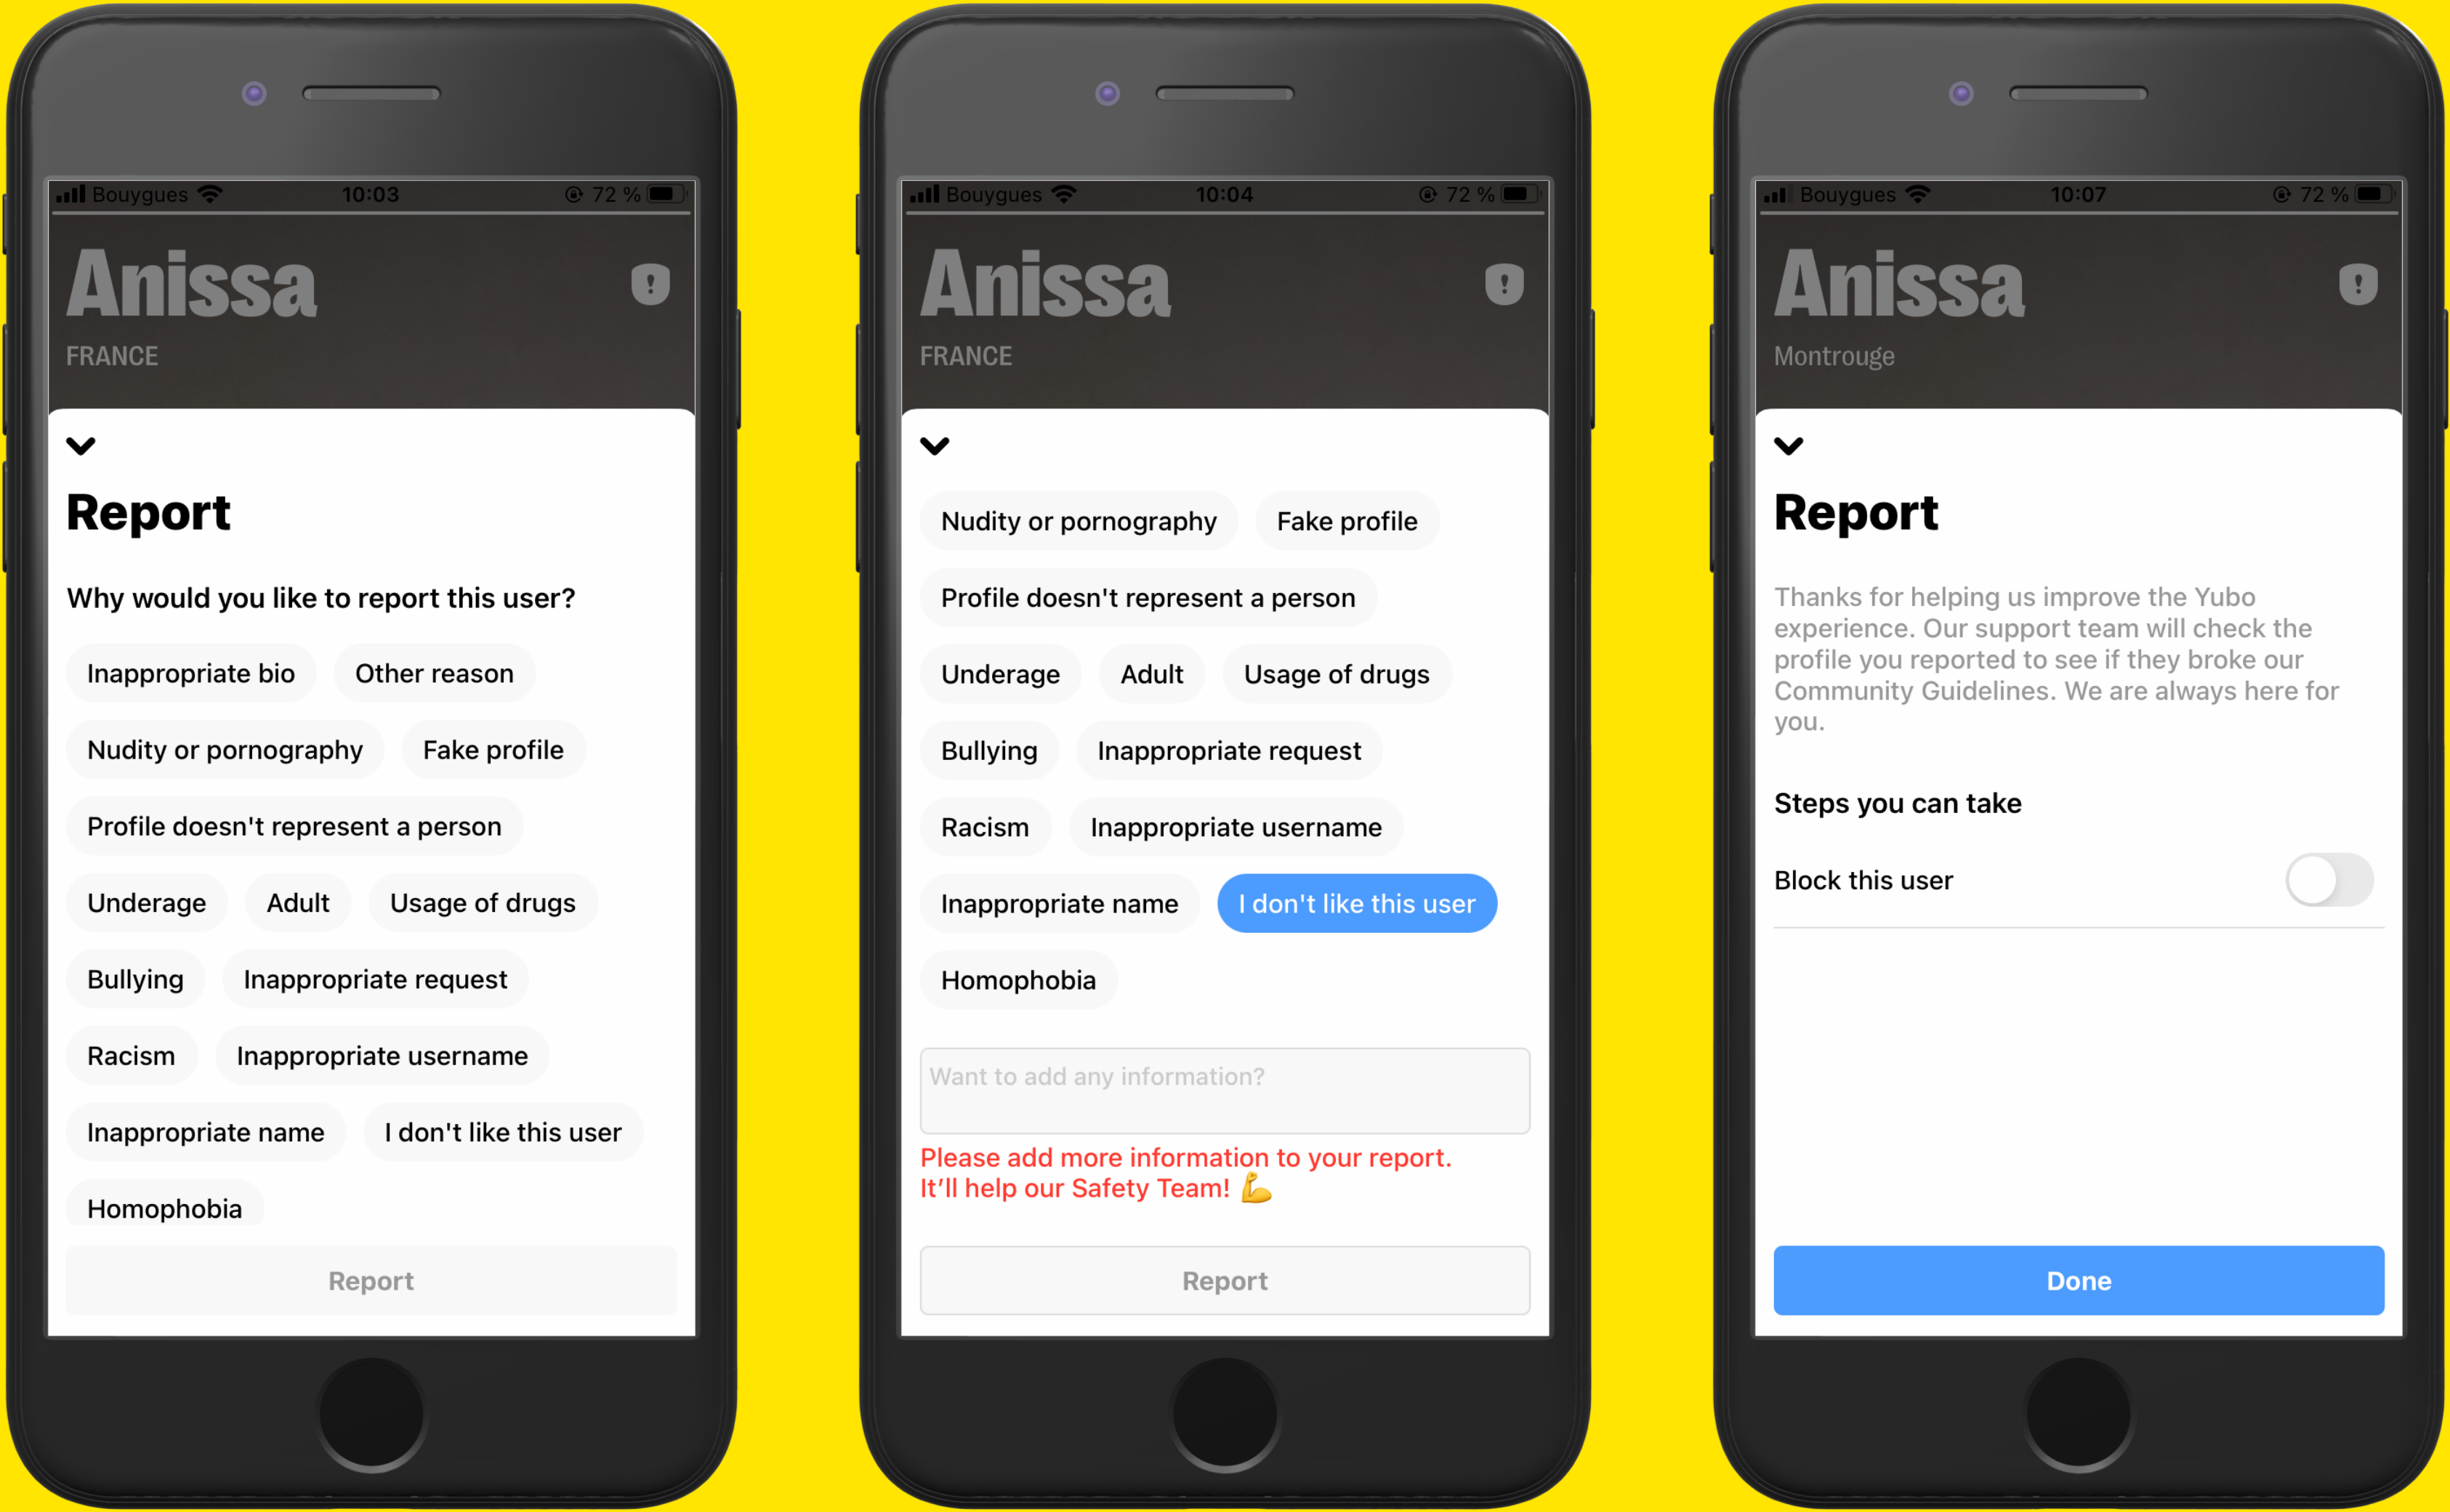 Bouygues 10:03 72 %
Anissa
FRANCE
Report
Why would you like to report this user?
Inappropriate bio Other reason
Nudity or pornography Fake profile
Profile doesn't represent a person
Underage Adult Usage of drugs
Bullying Inappropriate request
Racism Inappropriate username
Inappropriate name I don't like this user
Homophobia
Report
Bouygues 10:04 72 %
Anissa
FRANCE
Nudity or pornography Fake profile
Profile doesn't represent a person
Underage Adult Usage of drugs
Bullying Inappropriate request
Racism Inappropriate username
Inappropriate name I don't like this user
Homophobia
Want to add any information?
Please add more information to your report.
It’ll help our Safety Team! 💪
Report
Bouygues 10:07 72 %
Anissa
Montrouge
Report
Thanks for helping us improve the Yubo
experience. Our support team will check the
profile you reported to see if they broke our
Community Guidelines. We are always here for
you.
Steps you can take
Block this user
Done